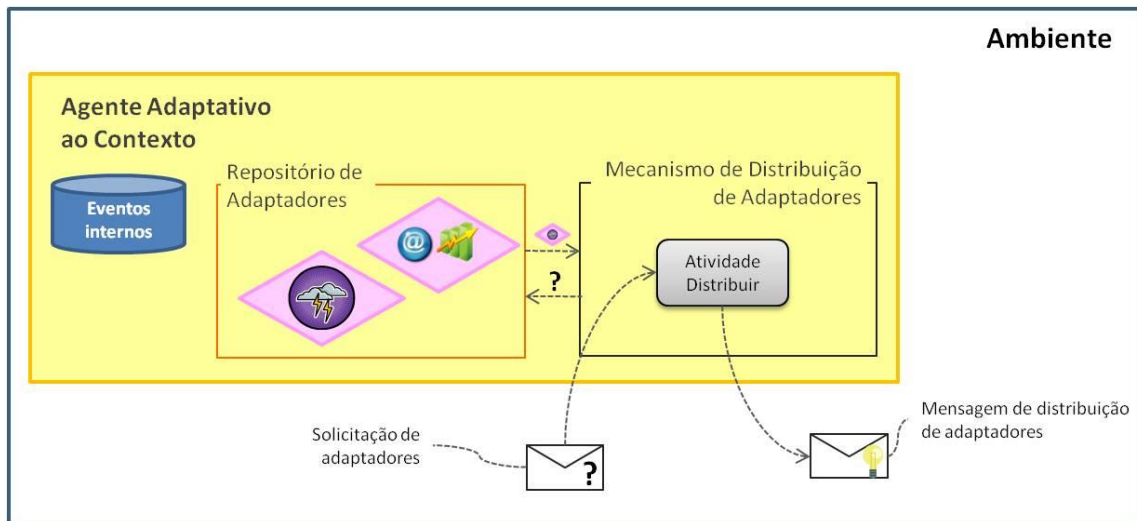 Ambiente
Agente Adaptativo
ao Contexto
Eventos
internos
Repositório de
Adaptadores
@
?
Mecanismo de Distribuição
de Adaptadores
Atividade
Distribuir
Solicitação de
adaptadores
?
Mensagem de distribuição
de adaptadores